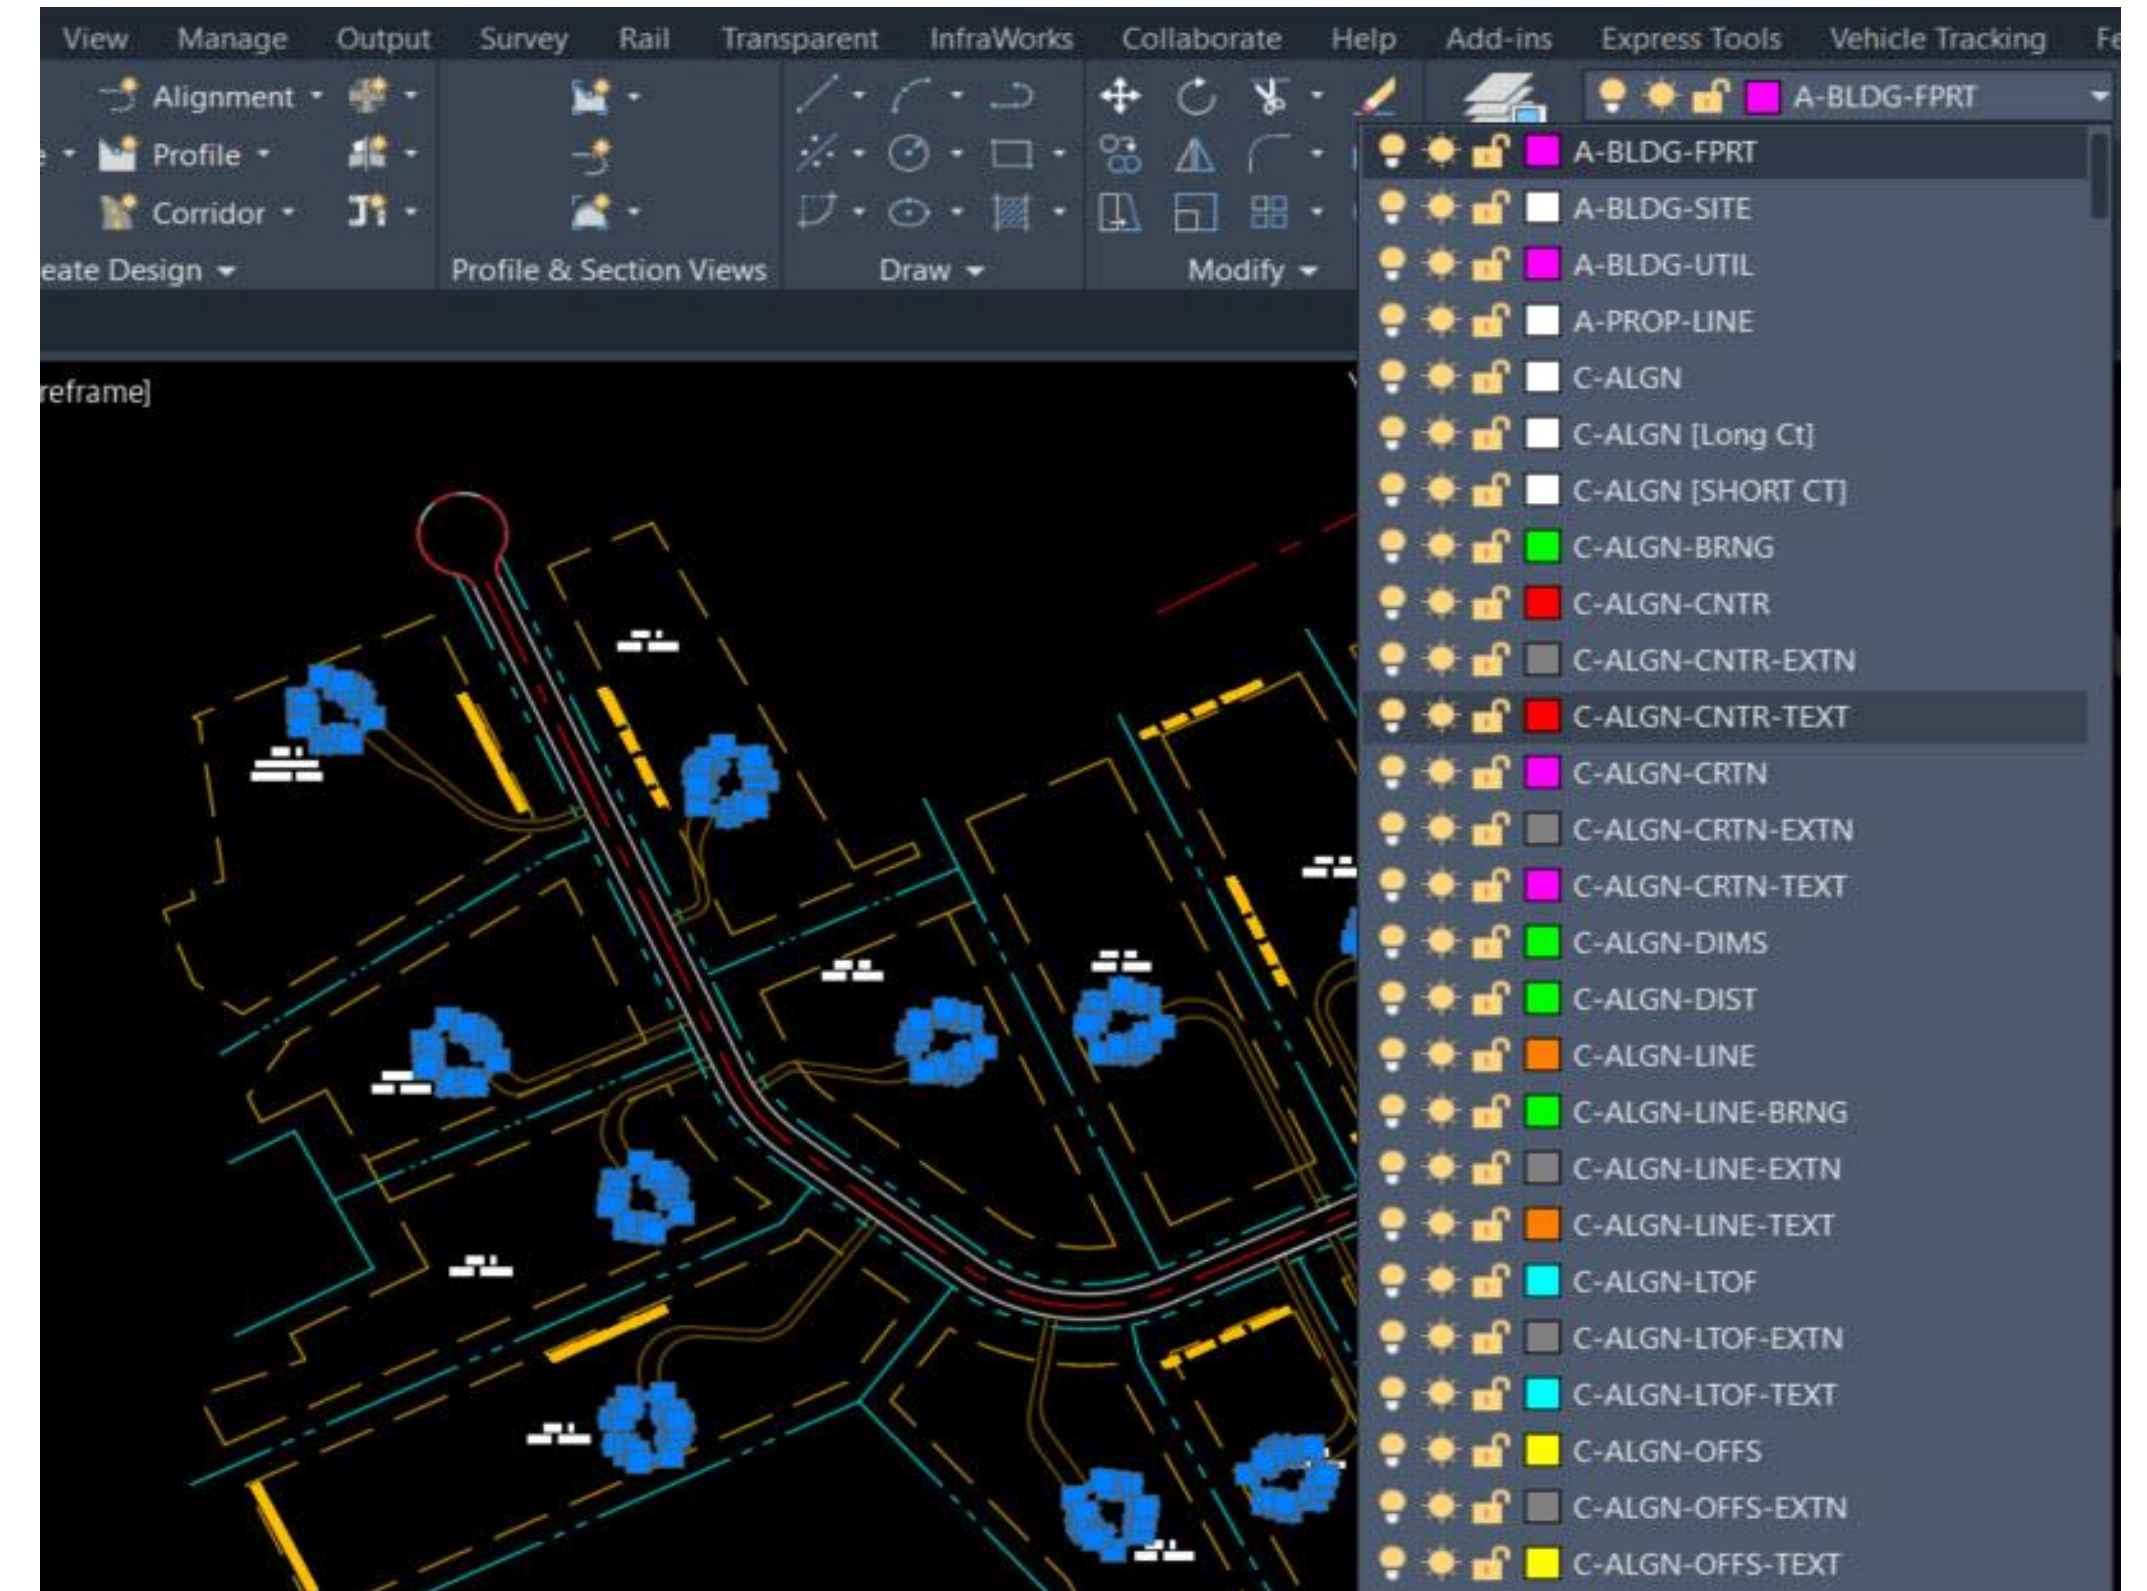 View Manage Output Survey Rail Transparent InfraWorks Collaborate Help Add-ins Express Tools Vehicle Tracking
Alignment
A-BLDG-FPRT
Profile
Corridor
eate Design
Profile & Section Views
Draw
Modify
reframe]
A-BLDG-FPRT
A-BLDG-SITE
A-BLDG-UTIL
A-PROP-LINE
C-ALGN
C-ALGN [Long Ct]
C-ALGN [SHORT CT]
C-ALGN-BRNG
C-ALGN-CNTR
C-ALGN-CNTR-EXTN
C-ALGN-CNTR-TEXT
C-ALGN-CRTN
C-ALGN-CRTN-EXTN
C-ALGN-CRTN-TEXT
C-ALGN-DIMS
C-ALGN-DIST
C-ALGN-LINE
C-ALGN-LINE-BRNG
C-ALGN-LINE-EXTN
C-ALGN-LINE-TEXT
C-ALGN-LTOF
C-ALGN-LTOF-EXTN
C-ALGN-LTOF-TEXT
C-ALGN-OFFS
C-ALGN-OFFS-EXTN
C-ALGN-OFFS-TEXT